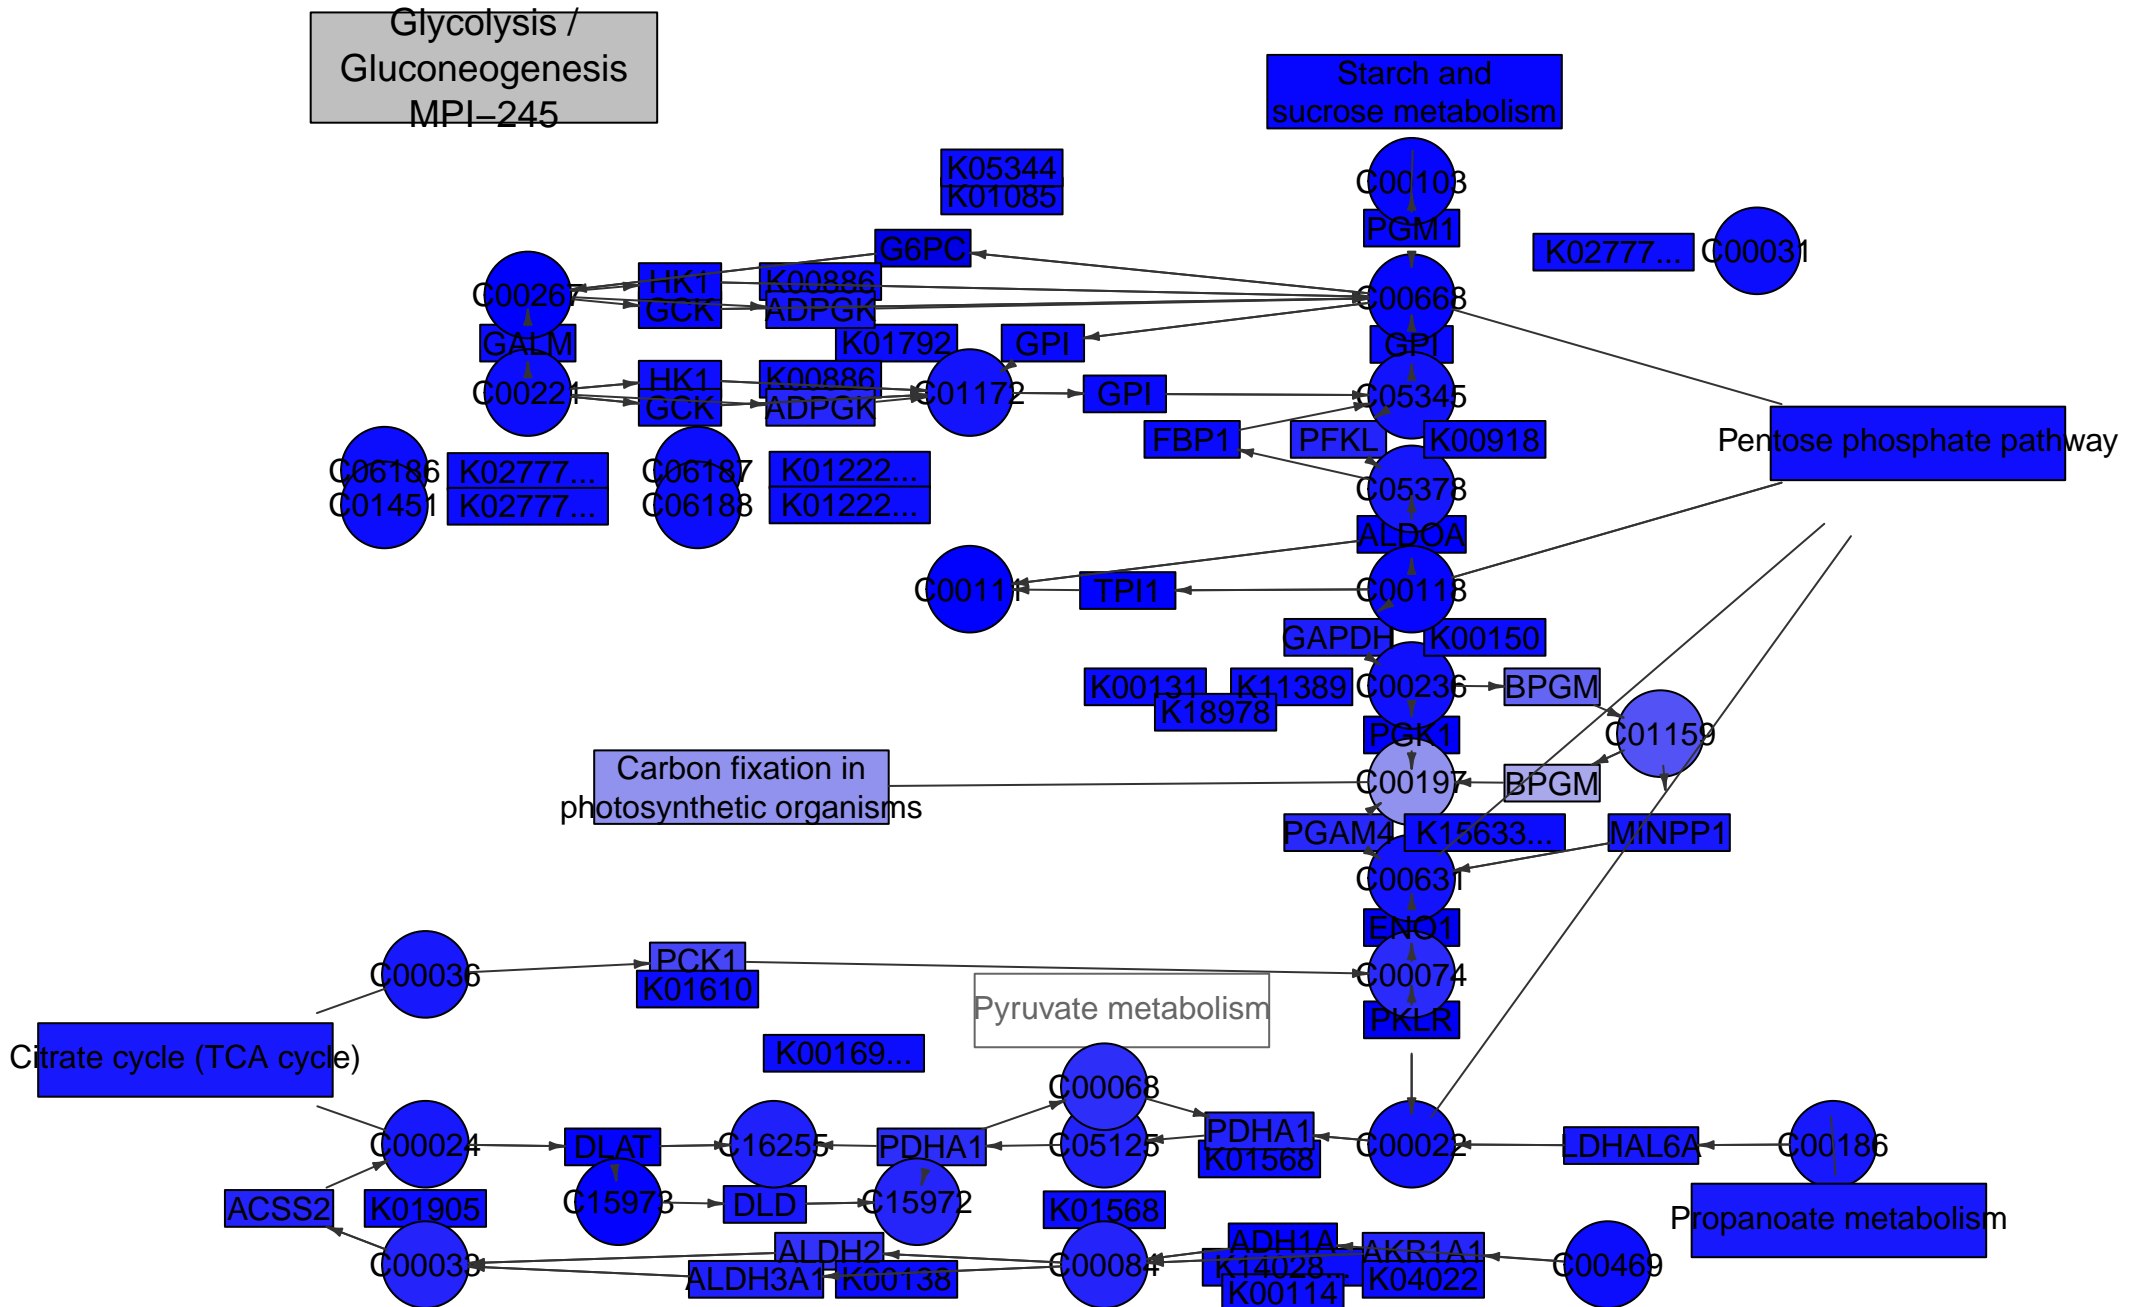 Glycolysis /
Gluconeogenesis
MPI−245
Starch and
sucrose metabolism
K05344
K01085
C00103
PGM1
G6PC
K02777...
C00031
C00267
HK1
K00886
GCK
ADPGK
C00668
GALM
K01792
GPI
GPI
C00221
HK1
K00886
GCK
ADPGK
C01172
GPI
C05345
FBP1
PFKL
K00918
Pentose phosphate pathway
C06186
K02777...
C06187
K01222...
C01451
K02777...
C06188
K01222...
C05378
ALDOA
C00111
TPI1
C00118
GAPDH
K00150
K00131
K11389
K18978
C00236
BPGM
PGK1
C01159
Carbon fixation in
photosynthetic organisms
C00197
BPGM
PGAM4
K15633...
MINPP1
C00631
ENO1
C00036
PCK1
K01610
C00074
Pyruvate metabolism
PKLR
Citrate cycle (TCA cycle)
K00169...
C00068
C00024
DLAT
C16255
PDHA1
C05125
PDHA1
K01568
C00022
LDHAL6A
C00186
ACSS2
K01905
C15973
DLD
C15972
K01568
Propanoate metabolism
C00033
ALDH2
ALDH3A1
K00138
C00084
ADH1A
K14028...
K00114
AKR1A1
K04022
C00469